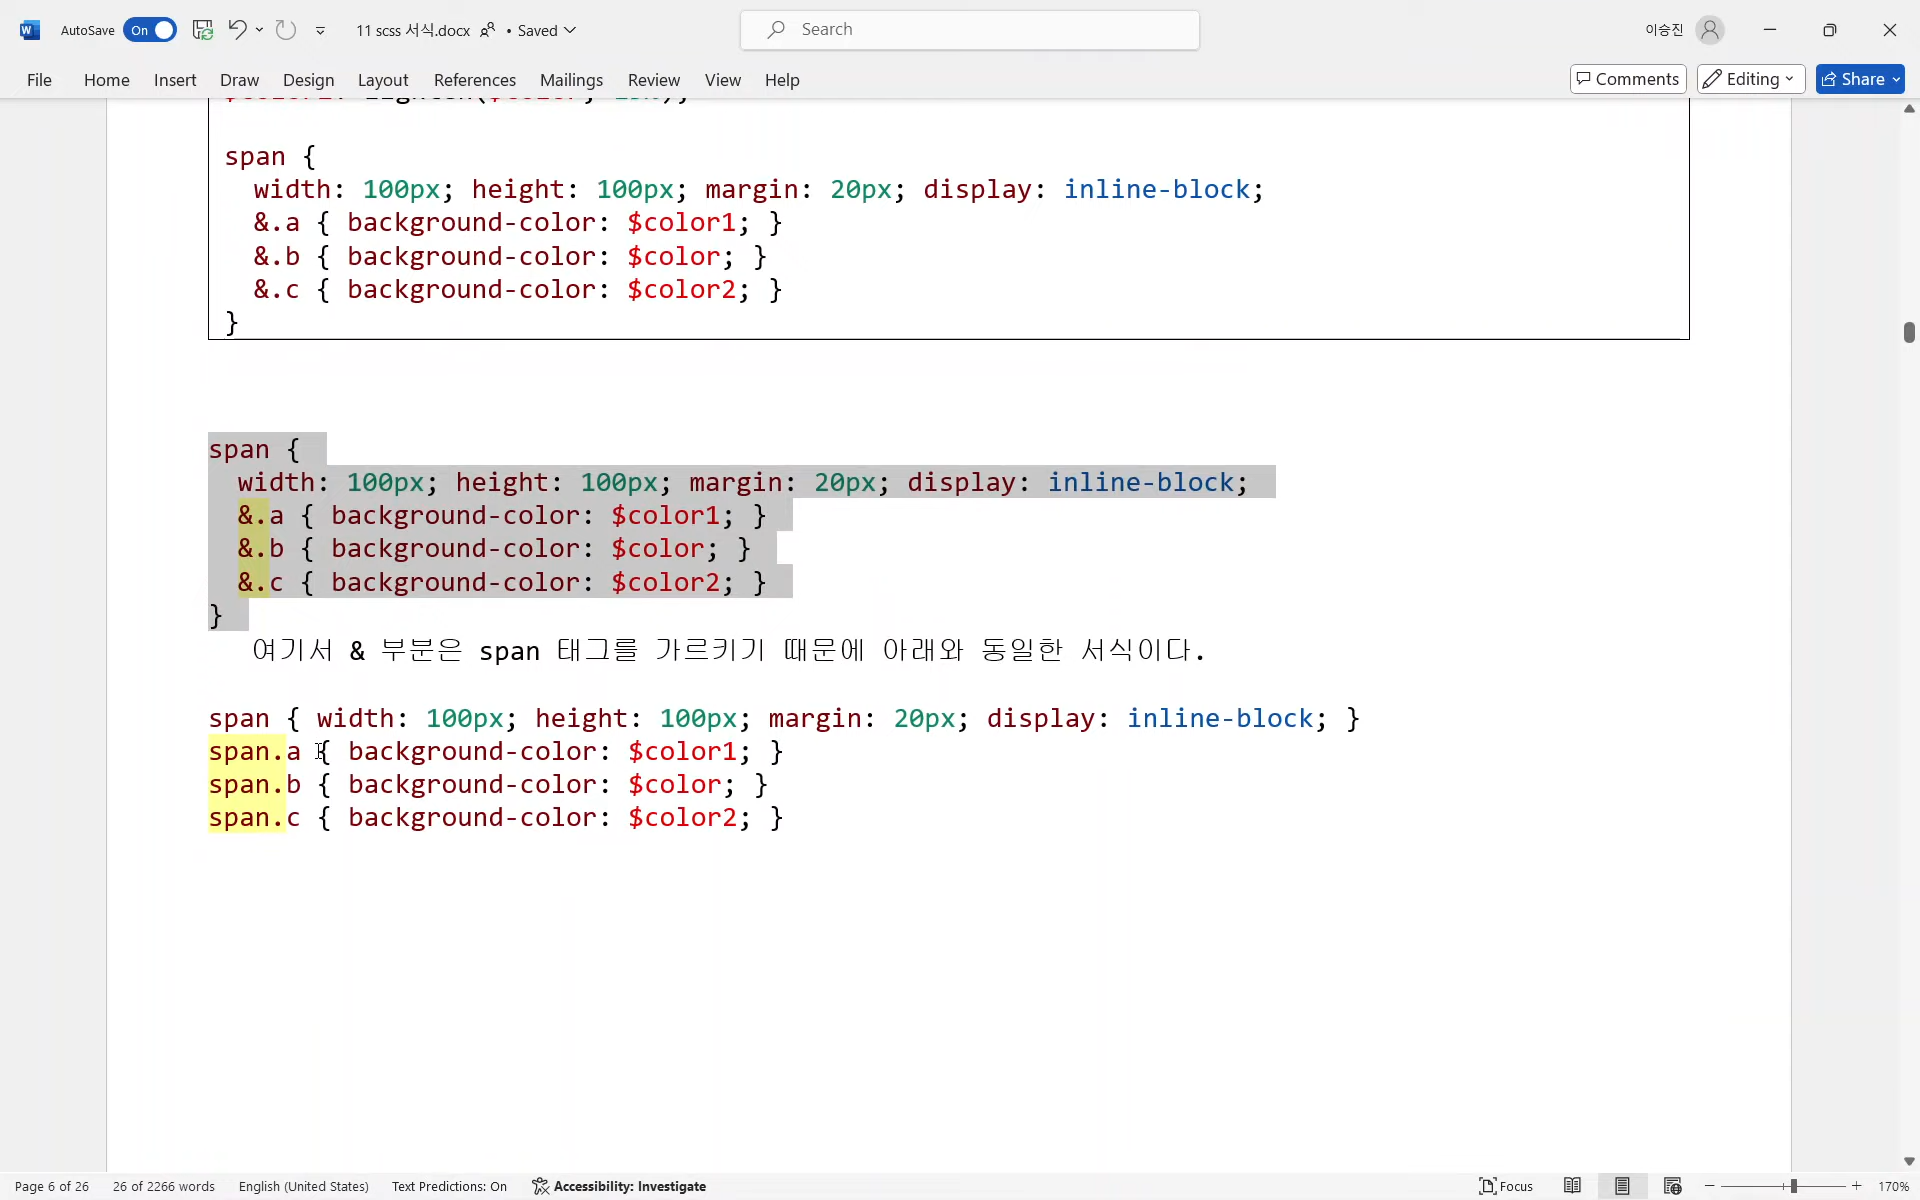 AutoSave On 11 scss 서식.docx • Saved Search 이승진
File Home Insert Draw Design Layout References Mailings Review View Help Comments Editing Share
span {
width: 100px; height: 100px; margin: 20px; display: inline-block;
&.a { background-color: $color1; }
&.b { background-color: $color; }
&.c { background-color: $color2; }
}
span {
width: 100px; height: 100px; margin: 20px; display: inline-block;
&.a { background-color: $color1; }
&.b { background-color: $color; }
&.c { background-color: $color2; }
}
여기서 & 부분은 span 태그를 가르키기 때문에 아래와 동일한 서식이다.
span { width: 100px; height: 100px; margin: 20px; display: inline-block; }
span.a { background-color: $color1; }
span.b { background-color: $color; }
span.c { background-color: $color2; }
Page 6 of 26 26 of 2266 words English (United States) Text Predictions: On Accessibility: Investigate Focus 170%